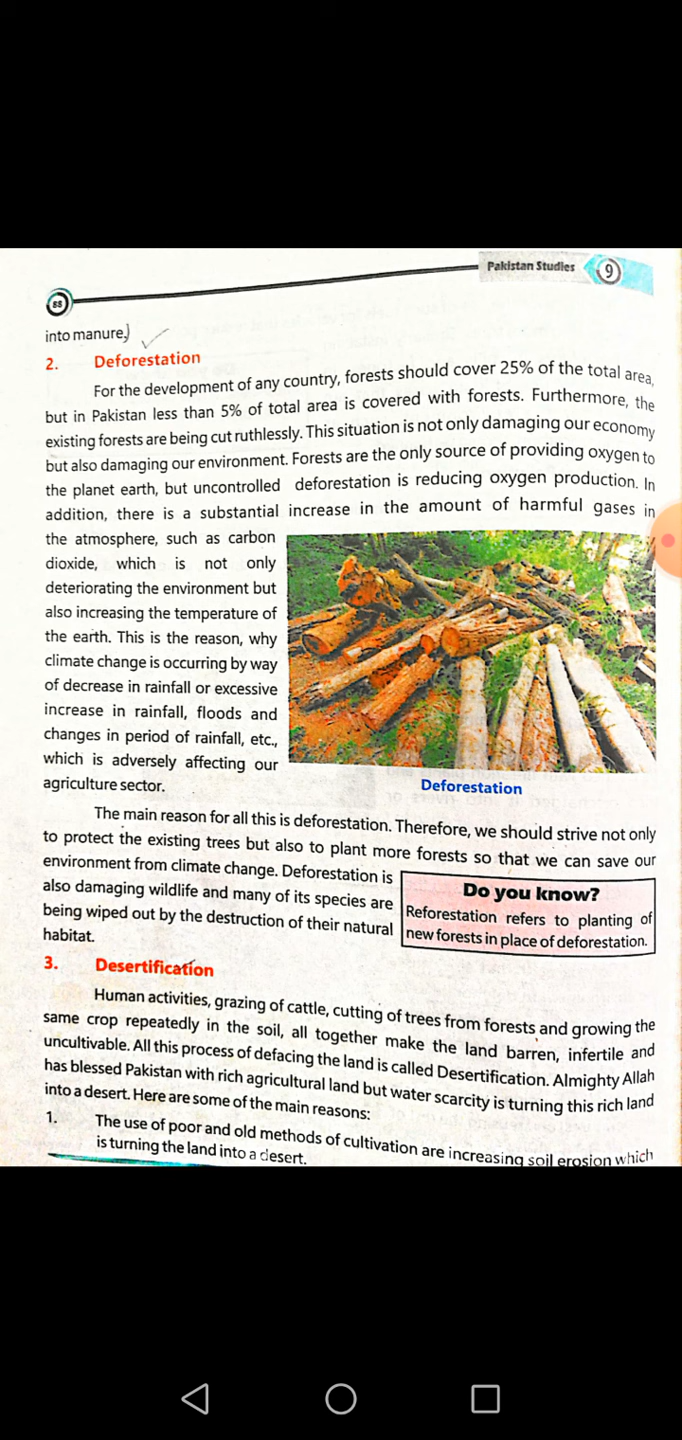 Pakistan Studies 9
88
into manure.)
2. Deforestation
For the development of any country, forests should cover 25% of the total area,
but in Pakistan less than 5% of total area is covered with forests. Furthermore, the
existing forests are being cut ruthlessly. This situation is not only damaging our economy
but also damaging our environment. Forests are the only source of providing oxygen to
the planet earth, but uncontrolled deforestation is reducing oxygen production. In
addition, there is a substantial increase in the amount of harmful gases in
the atmosphere, such as carbon
dioxide, which is not only
deteriorating the environment but
also increasing the temperature of
the earth. This is the reason, why
climate change is occurring by way
of decrease in rainfall or excessive
increase in rainfall, floods and
changes in period of rainfall, etc.,
which is adversely affecting our
agriculture sector.
Deforestation
The main reason for all this is deforestation. Therefore, we should strive not only
to protect the existing trees but also to plant more forests so that we can save our
environment from climate change. Deforestation is
also damaging wildlife and many of its species are
being wiped out by the destruction of their natural
habitat.
Do you know?
Reforestation refers to planting of
new forests in place of deforestation.
3. Desertification
Human activities, grazing of cattle, cutting of trees from forests and growing the
same crop repeatedly in the soil, all together make the land barren, infertile and
uncultivable. All this process of defacing the land is called Desertification. Almighty Allah
has blessed Pakistan with rich agricultural land but water scarcity is turning this rich land
into a desert. Here are some of the main reasons:
1. The use of poor and old methods of cultivation are increasing soil erosion which
is turning the land into a desert.